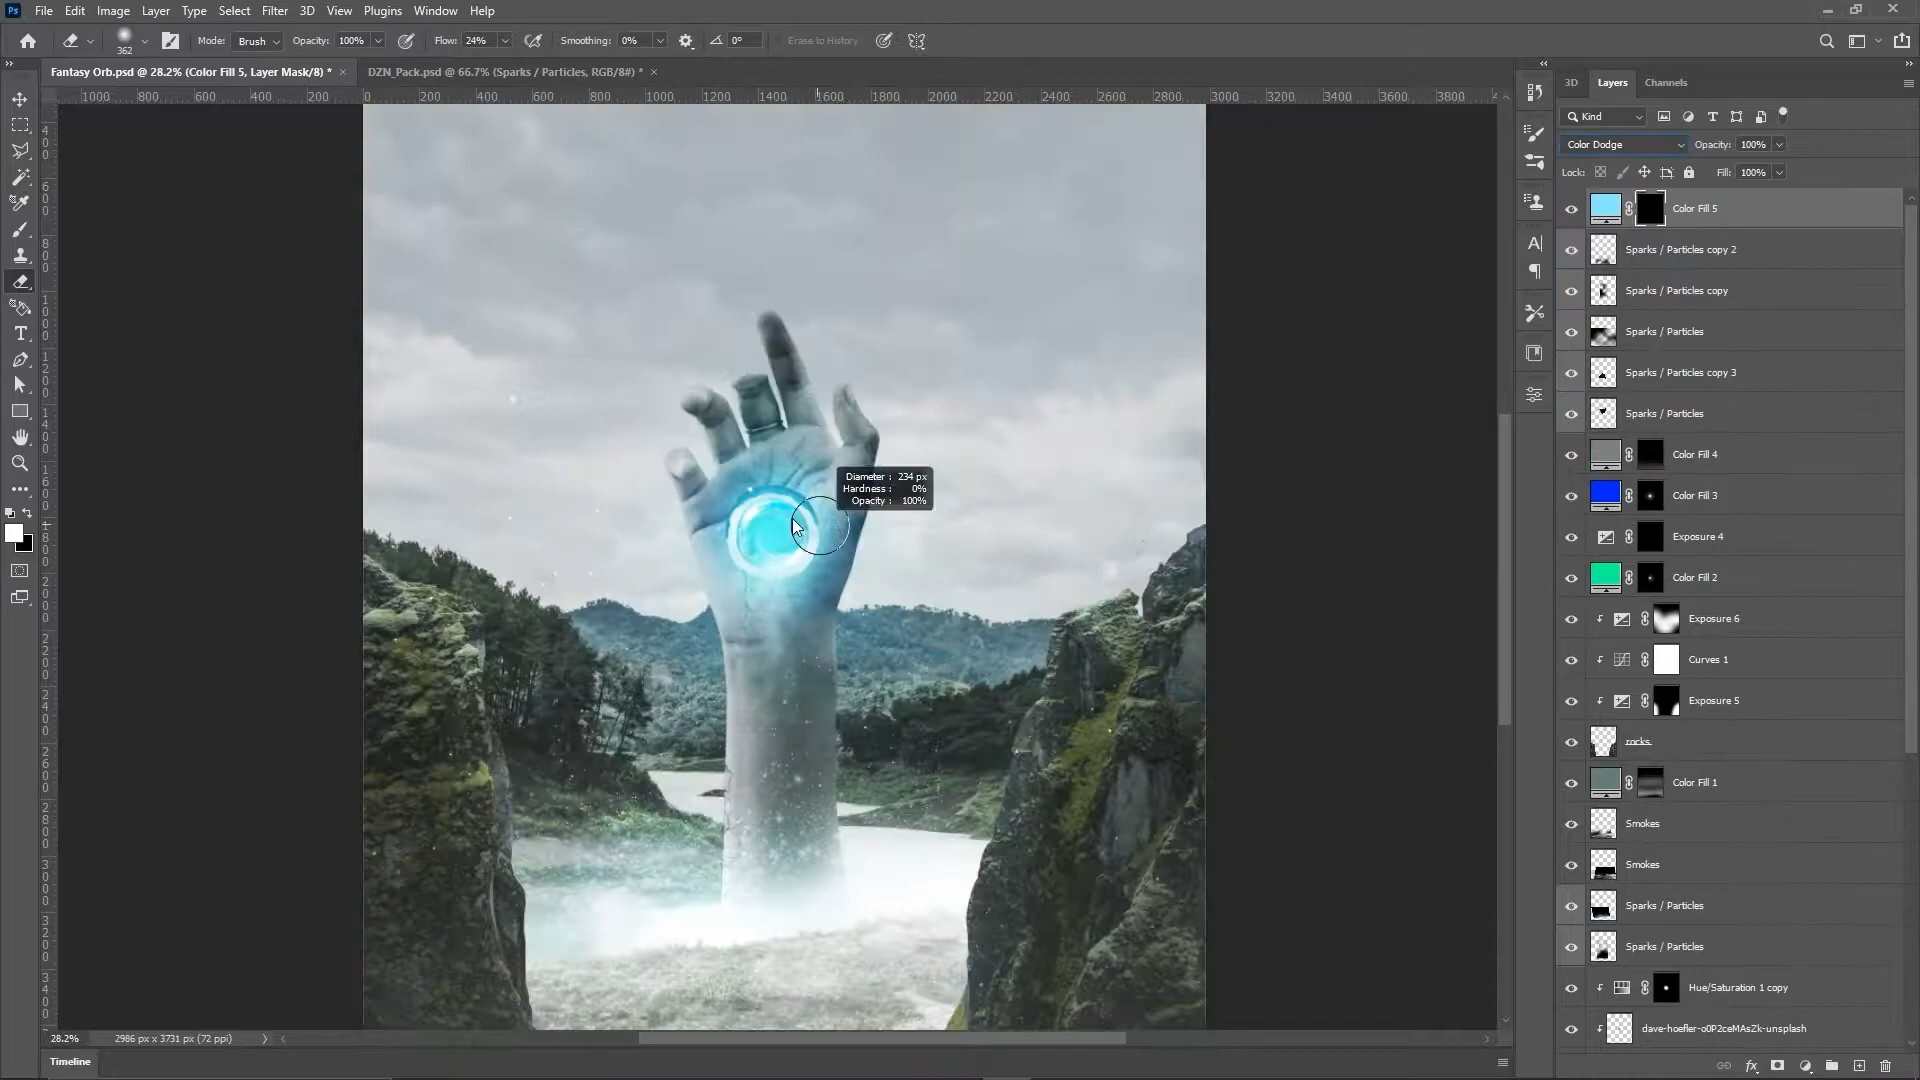 Ps File Edit Image Layer Type Select Filter 3D View Plugins Window Help
362 Mode: Brush Opacity: 100% Flow: 24% Smoothing: 0% 0° Erase to History
Fantasy Orb.psd @ 28.2% (Color Fill 5, Layer Mask/8) * × DZN_Pack.psd @ 66.7% (Sparks / Particles, RGB/8#) * ×
1000 800 600 400 200 0 200 400 600 800 1000 1200 1400 1600 1800 2000 2200 2400 2600 2800 3000 3200 3400 3600 3800
Diameter : 234 px
Hardness : 0%
Opacity : 100%
3D Layers Channels
Kind
Color Dodge Opacity: 100%
Lock: Fill: 100%
Color Fill 5
Sparks / Particles copy 2
Sparks / Particles copy
Sparks / Particles
Sparks / Particles copy 3
Sparks / Particles
Color Fill 4
Color Fill 3
Exposure 4
Color Fill 2
Exposure 6
Curves 1
Exposure 5
rocks
Color Fill 1
Smokes
Smokes
Sparks / Particles
Sparks / Particles
Hue/Saturation 1 copy
dave-hoefler-o0P2ceMAsZk-unsplash
28.2% 2986 px x 3731 px (72 ppi)
Timeline